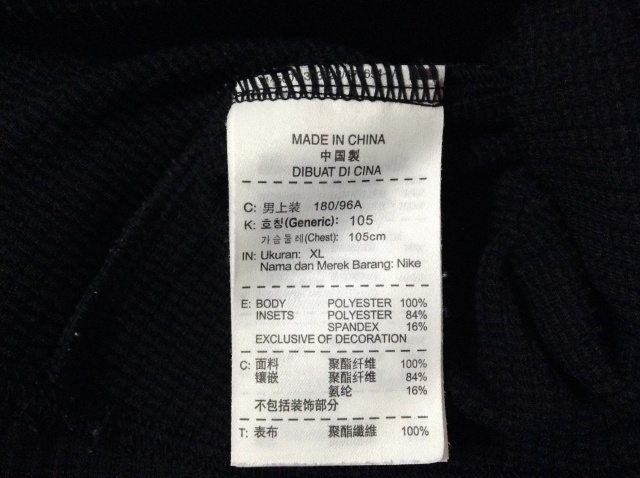 MADE IN CHINA
中国製
DIBUAT DI CINA
C: 男上装 180/96A
K: 호칭(Generic): 105
가슴둘레(Chest): 105cm
IN: Ukuran: XL
Nama dan Merek Barang: Nike
E: BODY POLYESTER 100%
INSETS POLYESTER 84%
SPANDEX 16%
EXCLUSIVE OF DECORATION
C: 面料 聚酯纤维 100%
镶嵌 聚酯纤维 84%
氨纶 16%
不包括装饰部分
T: 表布 聚酯纖維 100%